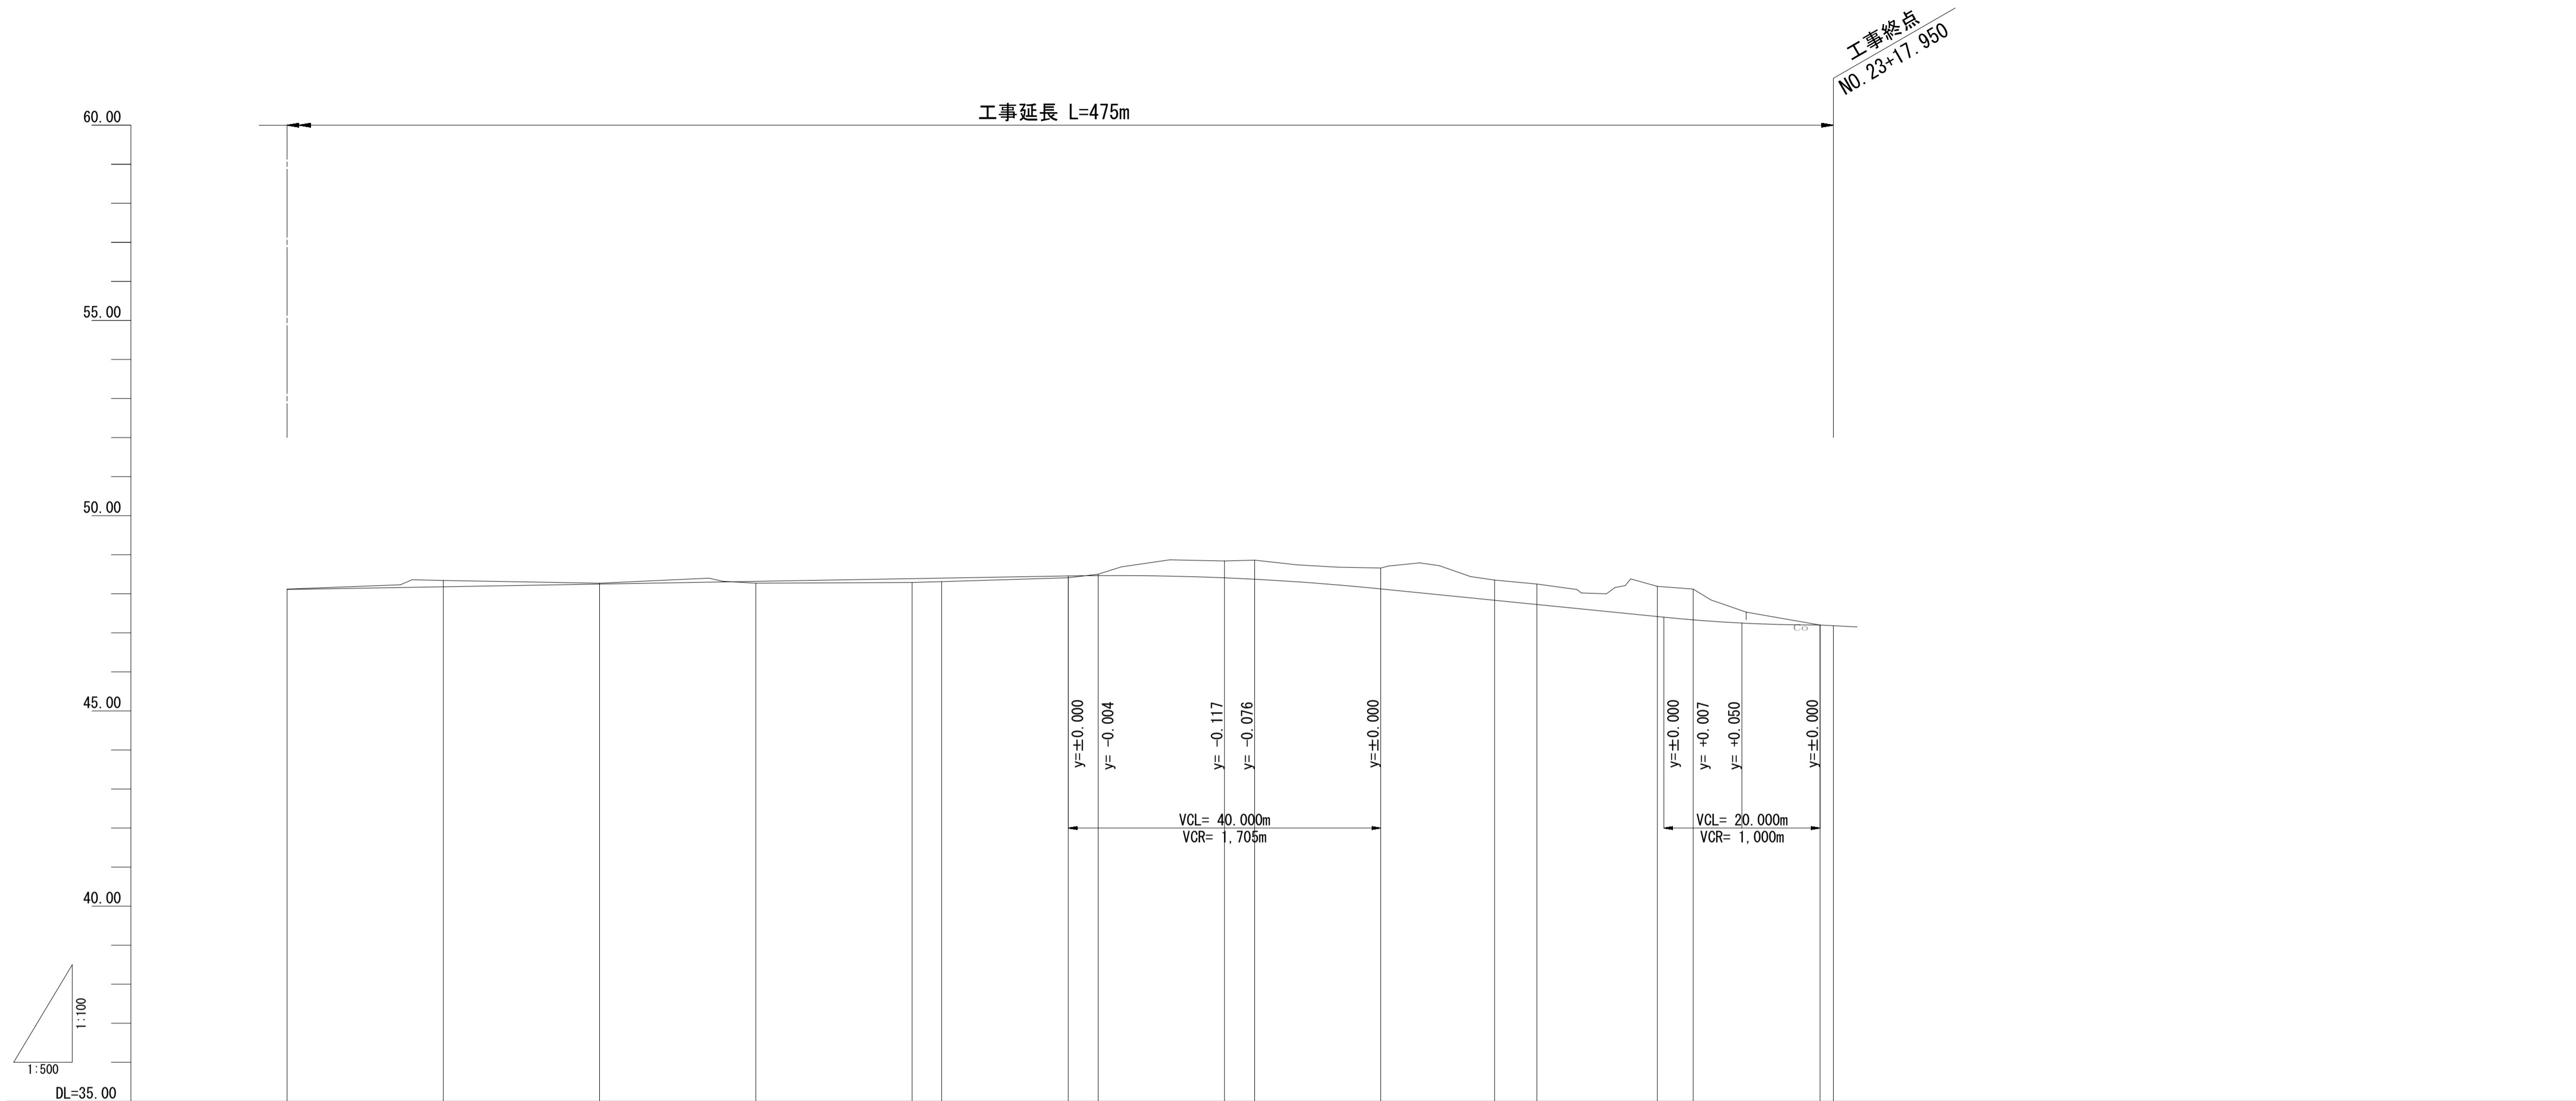 工事終点
NO.23+17.950
工事延長 L=475m
60.00
55.00
50.00
45.00
40.00
DL=35.00
Co
y=±0.000
y= -0.004
y= -0.117
y= -0.076
y=±0.000
y=±0.000
y= +0.007
y= +0.050
y=±0.000
VCL= 40.000m
VCR= 1,705m
VCL= 20.000m
VCR= 1,000m
1:100
1:500